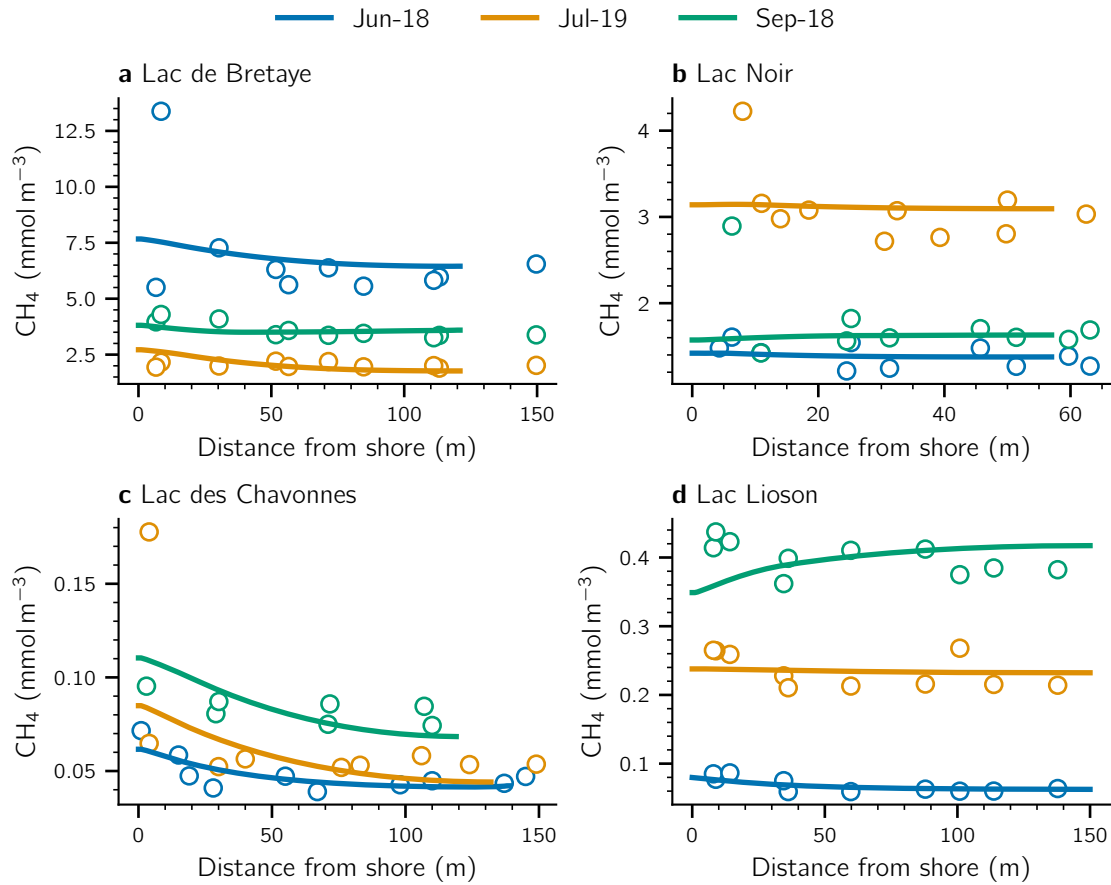 Jun-18 Jul-19 Sep-18
a Lac de Bretaye
CH₄ (mmol m⁻³)
12.5
10.0
7.5
5.0
2.5
0 50 100 150
Distance from shore (m)
b Lac Noir
CH₄ (mmol m⁻³)
4
3
2
0 20 40 60
Distance from shore (m)
c Lac des Chavonnes
CH₄ (mmol m⁻³)
0.15
0.10
0.05
0 50 100 150
Distance from shore (m)
d Lac Lioson
CH₄ (mmol m⁻³)
0.4
0.3
0.2
0.1
0 50 100 150
Distance from shore (m)